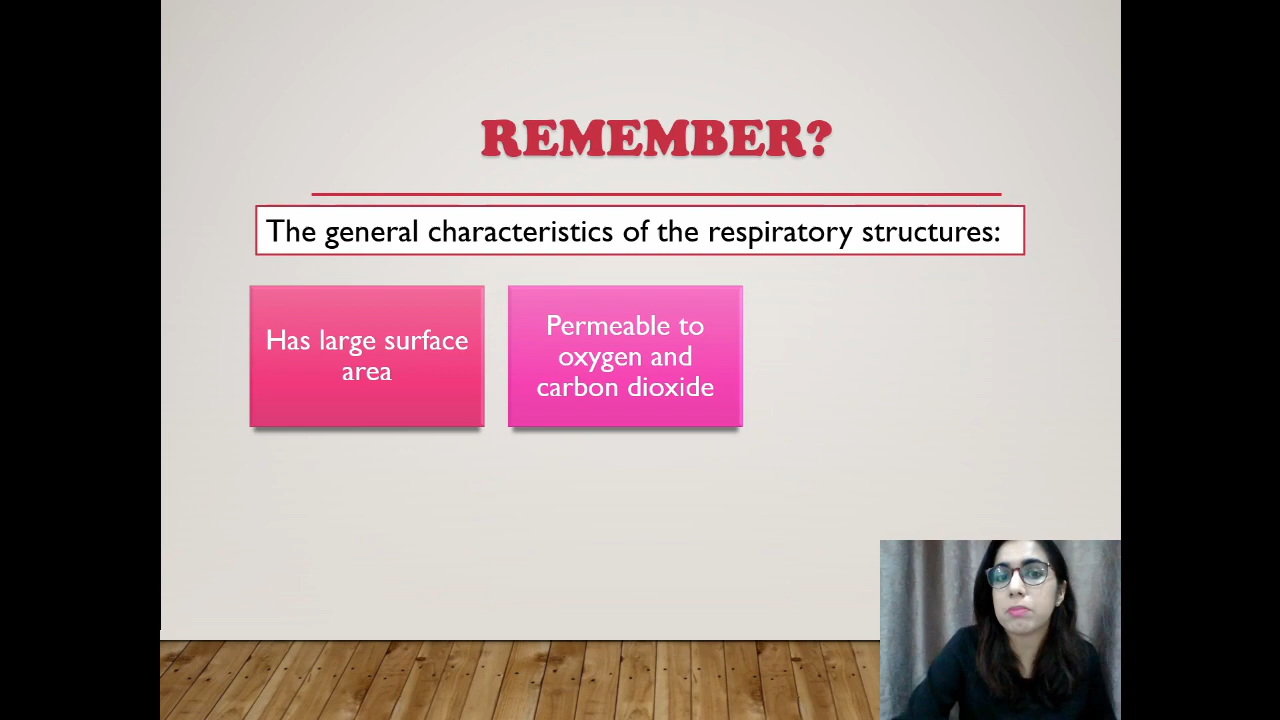 REMEMBER?
The general characteristics of the respiratory structures:
Has large surface
area
Permeable to
oxygen and
carbon dioxide